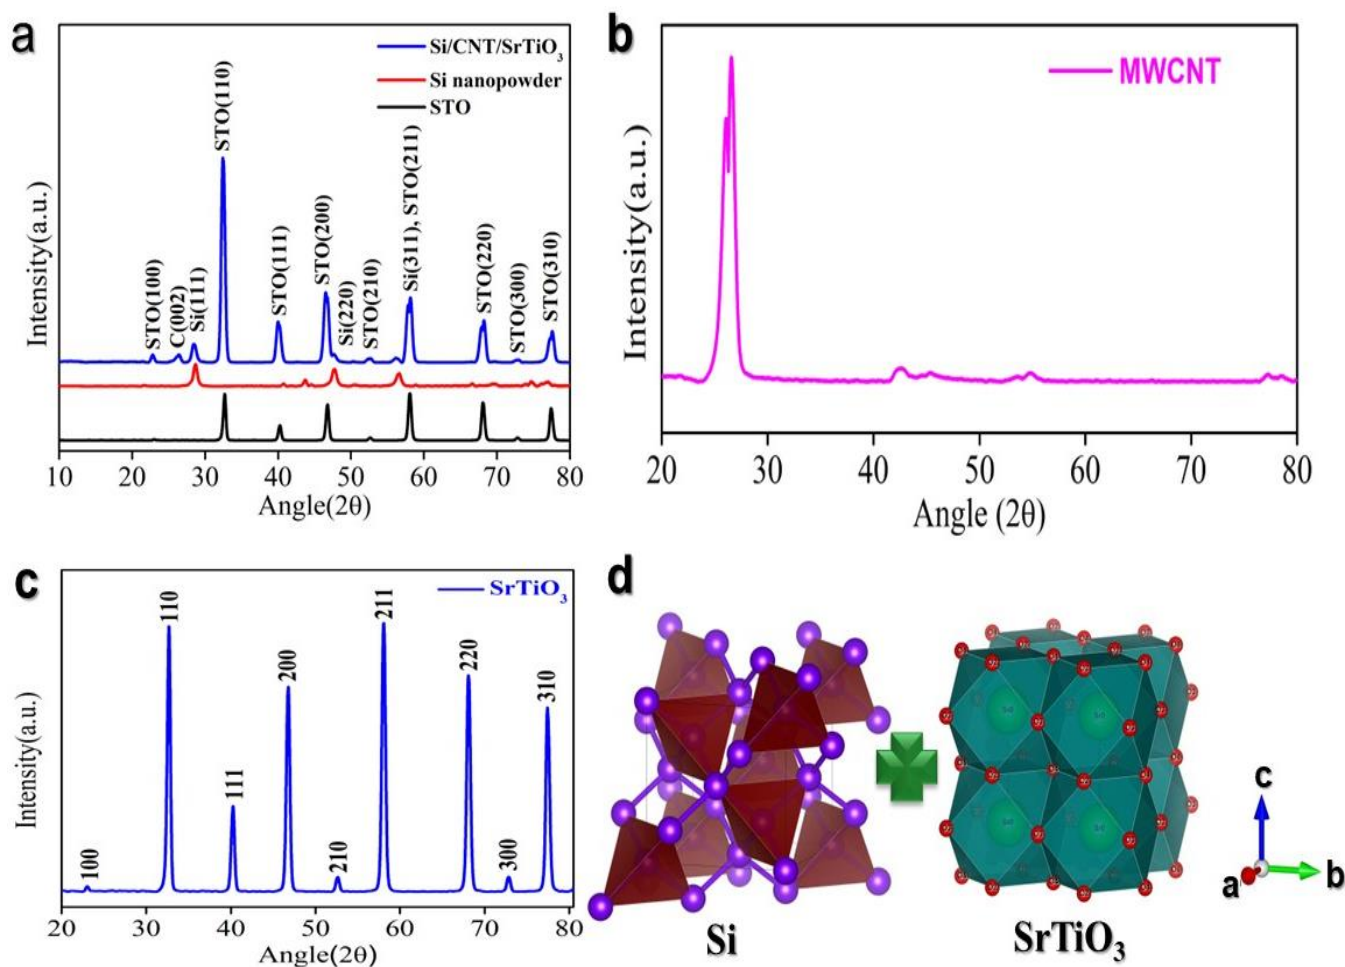 a
Si/CNT/SrTiO₃
Si nanopowder
STO
STO(100)
C(002)
Si(111)
STO(110)
STO(111)
STO(200)
Si(220)
STO(210)
Si(311), STO(211)
STO(220)
STO(300)
STO(310)
Intensity(a.u.)
10 20 30 40 50 60 70 80
Angle(2θ)
b
MWCNT
Intensity(a.u.)
20 30 40 50 60 70 80
Angle (2θ)
c
SrTiO₃
100
110
111
200
210
211
220
300
310
Intensity(a.u.)
20 30 40 50 60 70 80
Angle(2θ)
d
Si
SrTiO₃
c
a
b